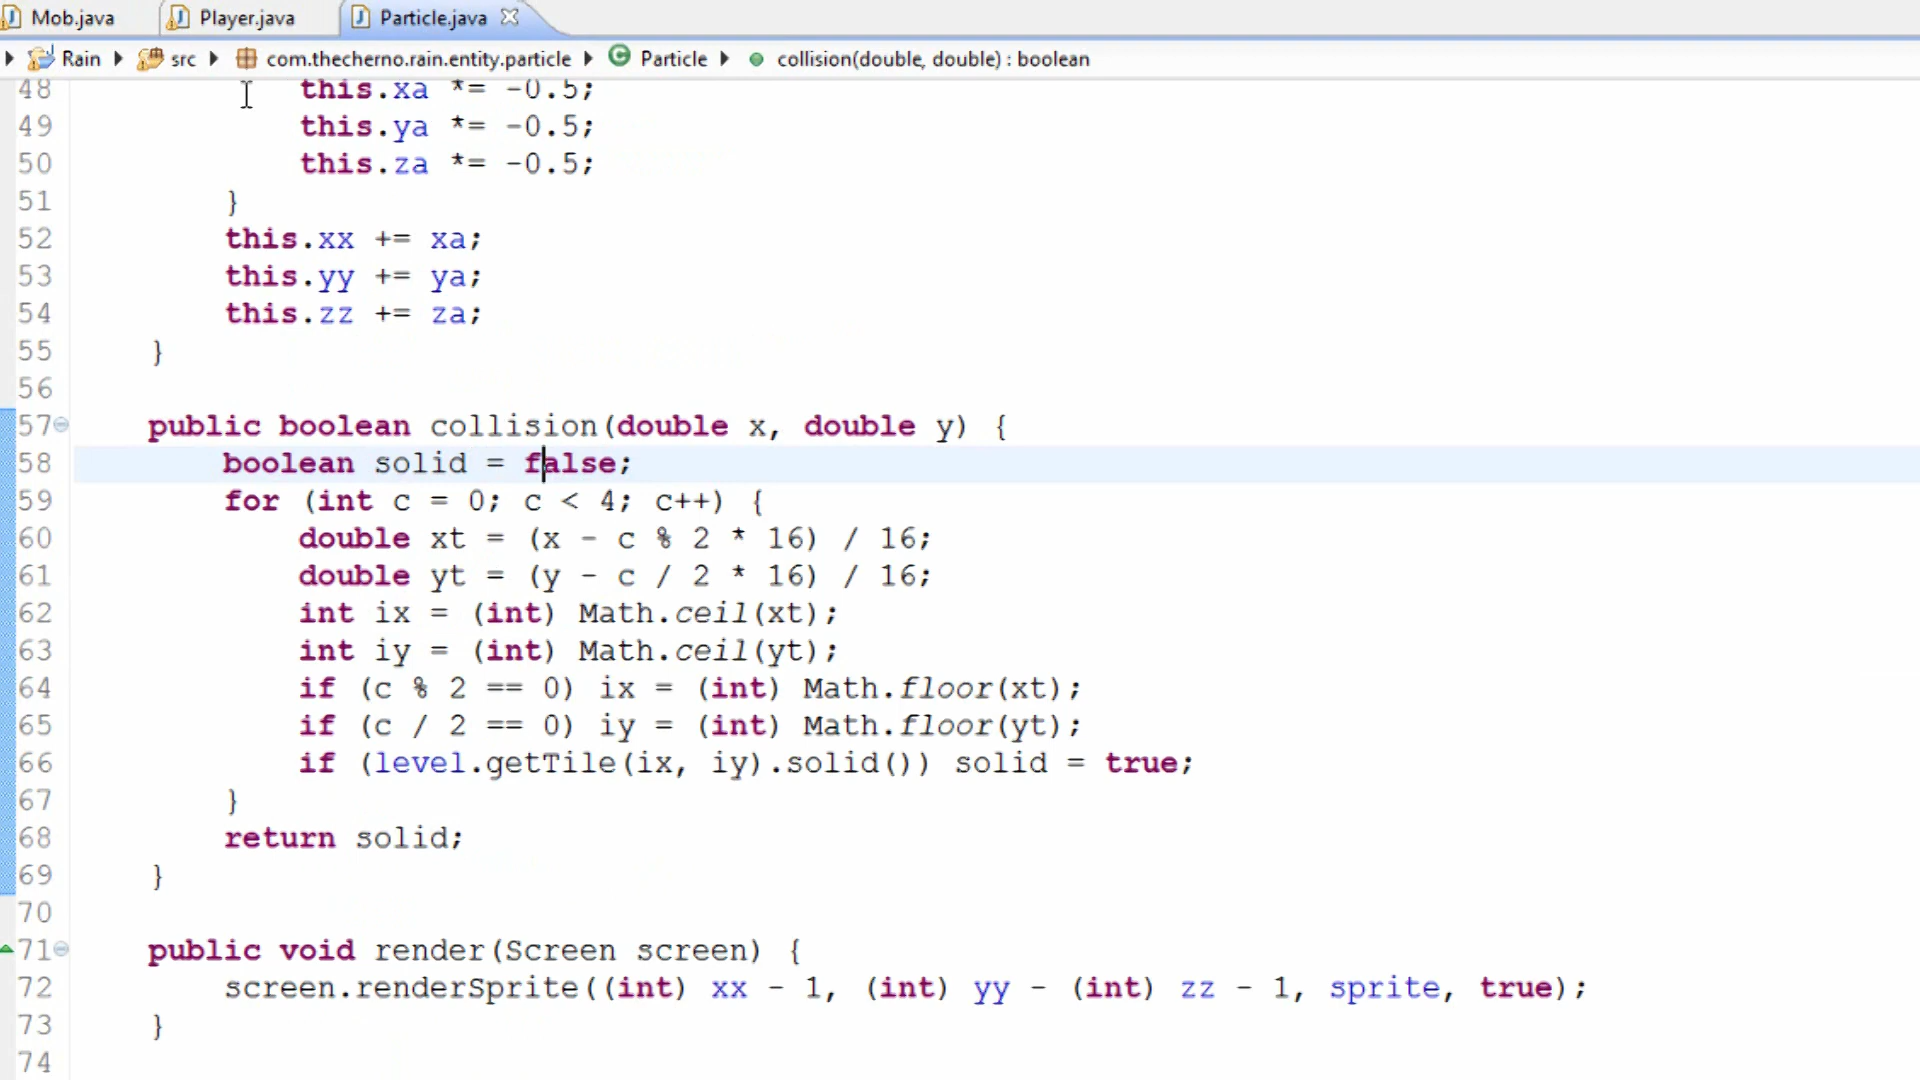 Mob.java Player.java Particle.java
Rain src com.thecherno.rain.entity.particle Particle collision(double, double) : boolean
48 this.xa *= -0.5;
49 this.ya *= -0.5;
50 this.za *= -0.5;
51 }
52 this.xx += xa;
53 this.yy += ya;
54 this.zz += za;
55 }
56
57 public boolean collision(double x, double y) {
58 boolean solid = false;
59 for (int c = 0; c < 4; c++) {
60 double xt = (x - c % 2 * 16) / 16;
61 double yt = (y - c / 2 * 16) / 16;
62 int ix = (int) Math.ceil(xt);
63 int iy = (int) Math.ceil(yt);
64 if (c % 2 == 0) ix = (int) Math.floor(xt);
65 if (c / 2 == 0) iy = (int) Math.floor(yt);
66 if (level.getTile(ix, iy).solid()) solid = true;
67 }
68 return solid;
69 }
70
71 public void render(Screen screen) {
72 screen.renderSprite((int) xx - 1, (int) yy - (int) zz - 1, sprite, true);
73 }
74